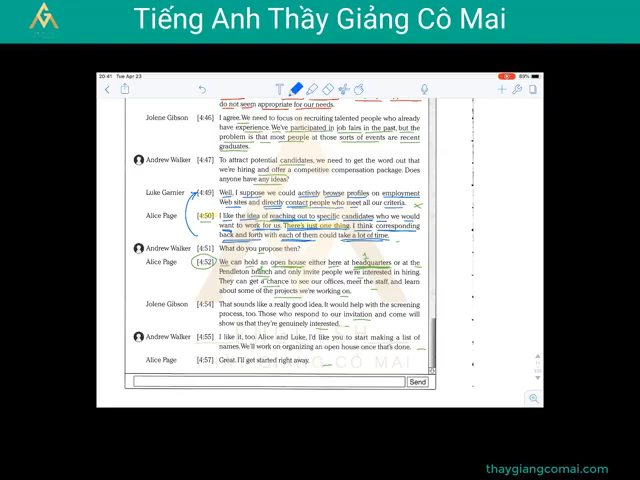 Tiếng Anh Thầy Giảng Cô Mai
20:41 Tue Apr 23
89%
do not seem appropriate for our needs.
Jolene Gibson [4:46] I agree. We need to focus on recruiting talented people who already
have experience. We've participated in job fairs in the past, but the
problem is that most people at those sorts of events are recent
graduates.
Andrew Walker [4:47] To attract potential candidates, we need to get the word out that
we're hiring and offer a competitive compensation package. Does
anyone have any ideas?
Luke Garnier [4:49] Well, I suppose we could actively browse profiles on employment
Web sites and directly contact people who meet all our criteria.
Alice Page [4:50] I like the idea of reaching out to specific candidates who we would
want to work for us. There's just one thing. I think corresponding
back and forth with each of them could take a lot of time.
Andrew Walker [4:51] What do you propose then?
Alice Page [4:52] We can hold an open house either here at headquarters or at the
Pendleton branch and only invite people we're interested in hiring.
They can get a chance to see our offices, meet the staff, and learn
about some of the projects we're working on.
Jolene Gibson [4:54] That sounds like a really good idea. It would help with the screening
process, too. Those who respond to our invitation and come will
show us that they're genuinely interested.
Andrew Walker [4:55] I like it, too. Alice and Luke, I'd like you to start making a list of
names. We'll work on organizing an open house once that's done.
Alice Page [4:57] Great. I'll get started right away.
Send
thaygiangcomai.com